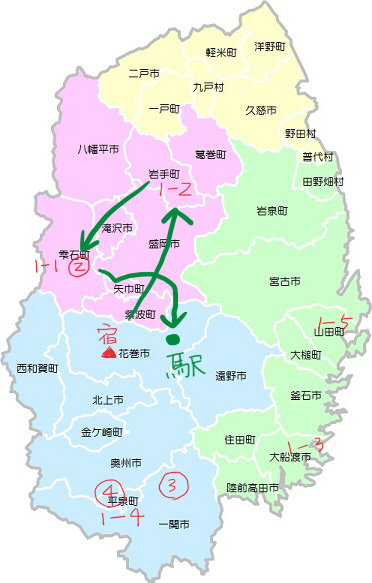 洋野町
軽米町
二戸市
九戸村
一戸町
久慈市
野田村
普代村
八幡平市
葛巻町
岩手町
1-2
田野畑村
岩泉町
滝沢市
盛岡市
雫石町
1-1 ②
宮古市
矢巾町
紫波町
1-5
山田町
宿
花巻市
大槌町
馬尺
西和賀町
遠野市
釜石市
北上市
金ケ崎町
住田町
1-3
大船渡市
奥州市
③
④
陸前高田市
平泉町
1-4
一関市